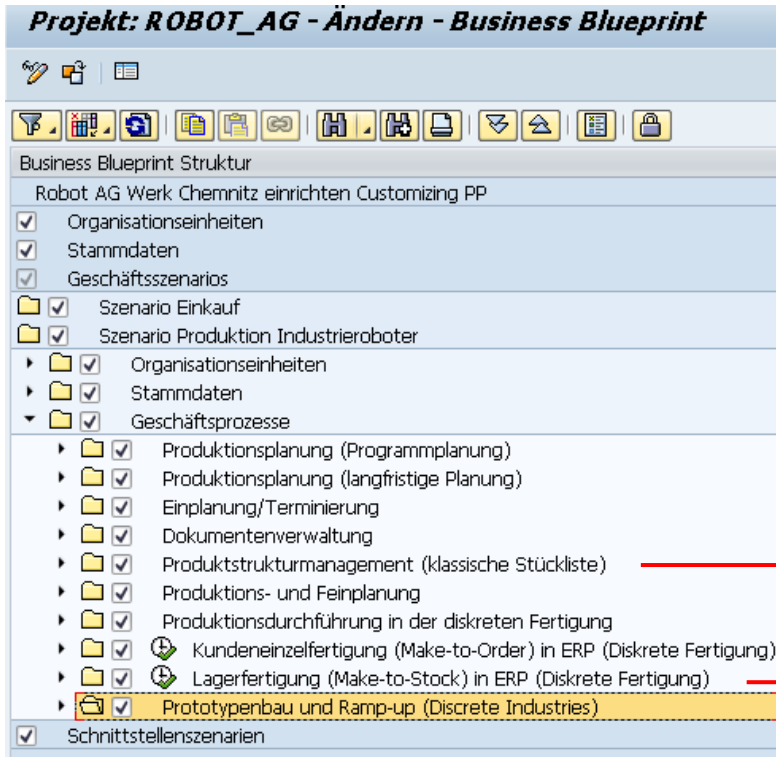 Projekt: ROBOT_AG - Ändern - Business Blueprint
Business Blueprint Struktur
Robot AG Werk Chemnitz einrichten Customizing PP
Organisationseinheiten
Stammdaten
Geschäftsszenarios
Szenario Einkauf
Szenario Produktion Industrieroboter
Organisationseinheiten
Stammdaten
Geschäftsprozesse
Produktionsplanung (Programmplanung)
Produktionsplanung (langfristige Planung)
Einplanung/Terminierung
Dokumentenverwaltung
Produktstrukturmanagement (klassische Stückliste)
Produktions- und Feinplanung
Produktionsdurchführung in der diskreten Fertigung
Kundeneinzelfertigung (Make-to-Order) in ERP (Diskrete Fertigung)
Lagerfertigung (Make-to-Stock) in ERP (Diskrete Fertigung)
Prototypenbau und Ramp-up (Discrete Industries)
Schnittstellenszenarien